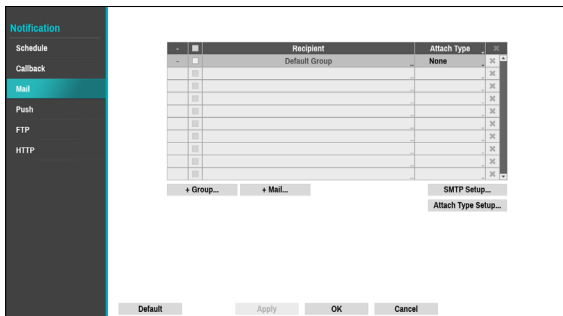 Notification
Schedule
Callback
Mail
Push
FTP
HTTP
- Recipient Attach Type
- Default Group None
+ Group... + Mail... SMTP Setup...
Attach Type Setup...
Default Apply OK Cancel